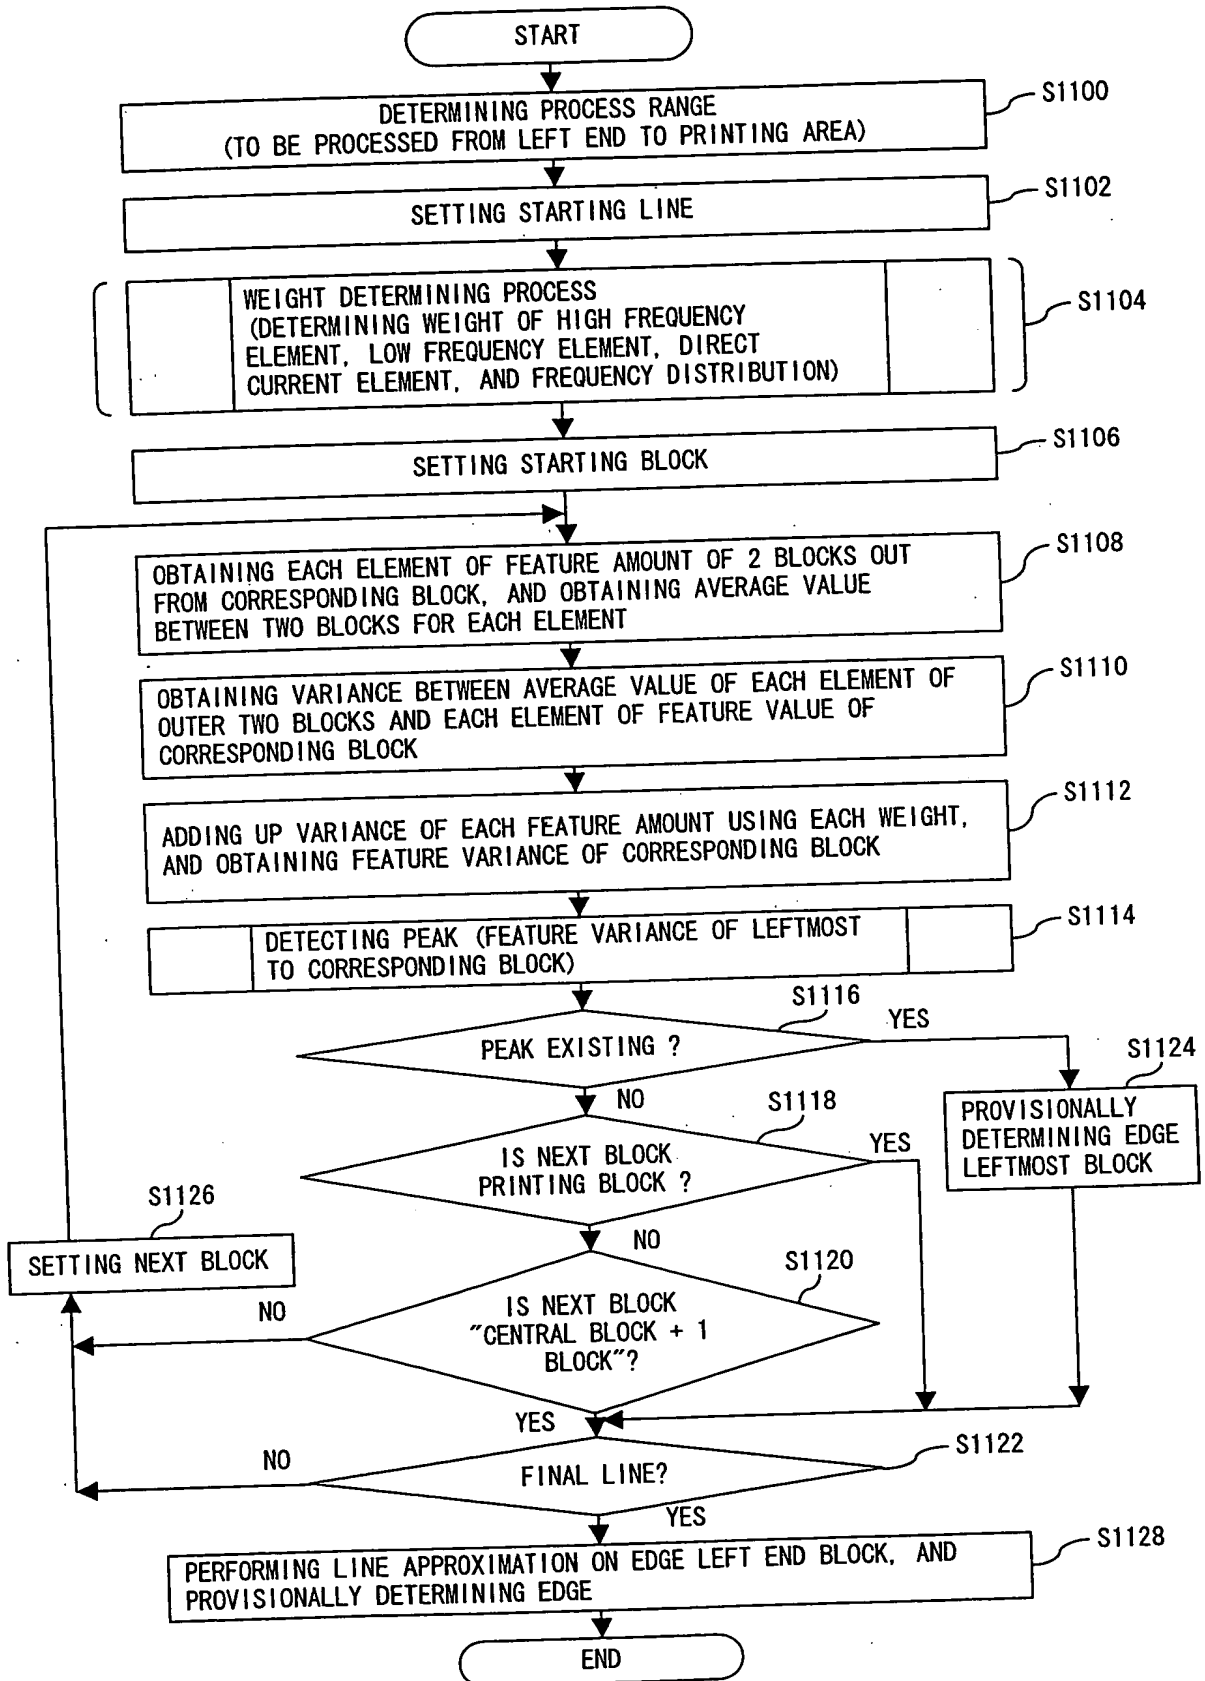 START
DETERMINING PROCESS RANGE
(TO BE PROCESSED FROM LEFT END TO PRINTING AREA)
S1100
SETTING STARTING LINE
S1102
WEIGHT DETERMINING PROCESS
(DETERMINING WEIGHT OF HIGH FREQUENCY
ELEMENT, LOW FREQUENCY ELEMENT, DIRECT
CURRENT ELEMENT, AND FREQUENCY DISTRIBUTION)
S1104
SETTING STARTING BLOCK
S1106
OBTAINING EACH ELEMENT OF FEATURE AMOUNT OF 2 BLOCKS OUT
FROM CORRESPONDING BLOCK, AND OBTAINING AVERAGE VALUE
BETWEEN TWO BLOCKS FOR EACH ELEMENT
S1108
OBTAINING VARIANCE BETWEEN AVERAGE VALUE OF EACH ELEMENT OF
OUTER TWO BLOCKS AND EACH ELEMENT OF FEATURE VALUE OF
CORRESPONDING BLOCK
S1110
ADDING UP VARIANCE OF EACH FEATURE AMOUNT USING EACH WEIGHT,
AND OBTAINING FEATURE VARIANCE OF CORRESPONDING BLOCK
S1112
DETECTING PEAK (FEATURE VARIANCE OF LEFTMOST
TO CORRESPONDING BLOCK)
S1114
PEAK EXISTING ?
S1116
YES
NO
S1124
PROVISIONALLY
DETERMINING EDGE
LEFTMOST BLOCK
IS NEXT BLOCK
PRINTING BLOCK ?
S1118
YES
NO
S1126
SETTING NEXT BLOCK
IS NEXT BLOCK
"CENTRAL BLOCK + 1
BLOCK"?
S1120
NO
YES
FINAL LINE?
S1122
NO
YES
PERFORMING LINE APPROXIMATION ON EDGE LEFT END BLOCK, AND
PROVISIONALLY DETERMINING EDGE
S1128
END